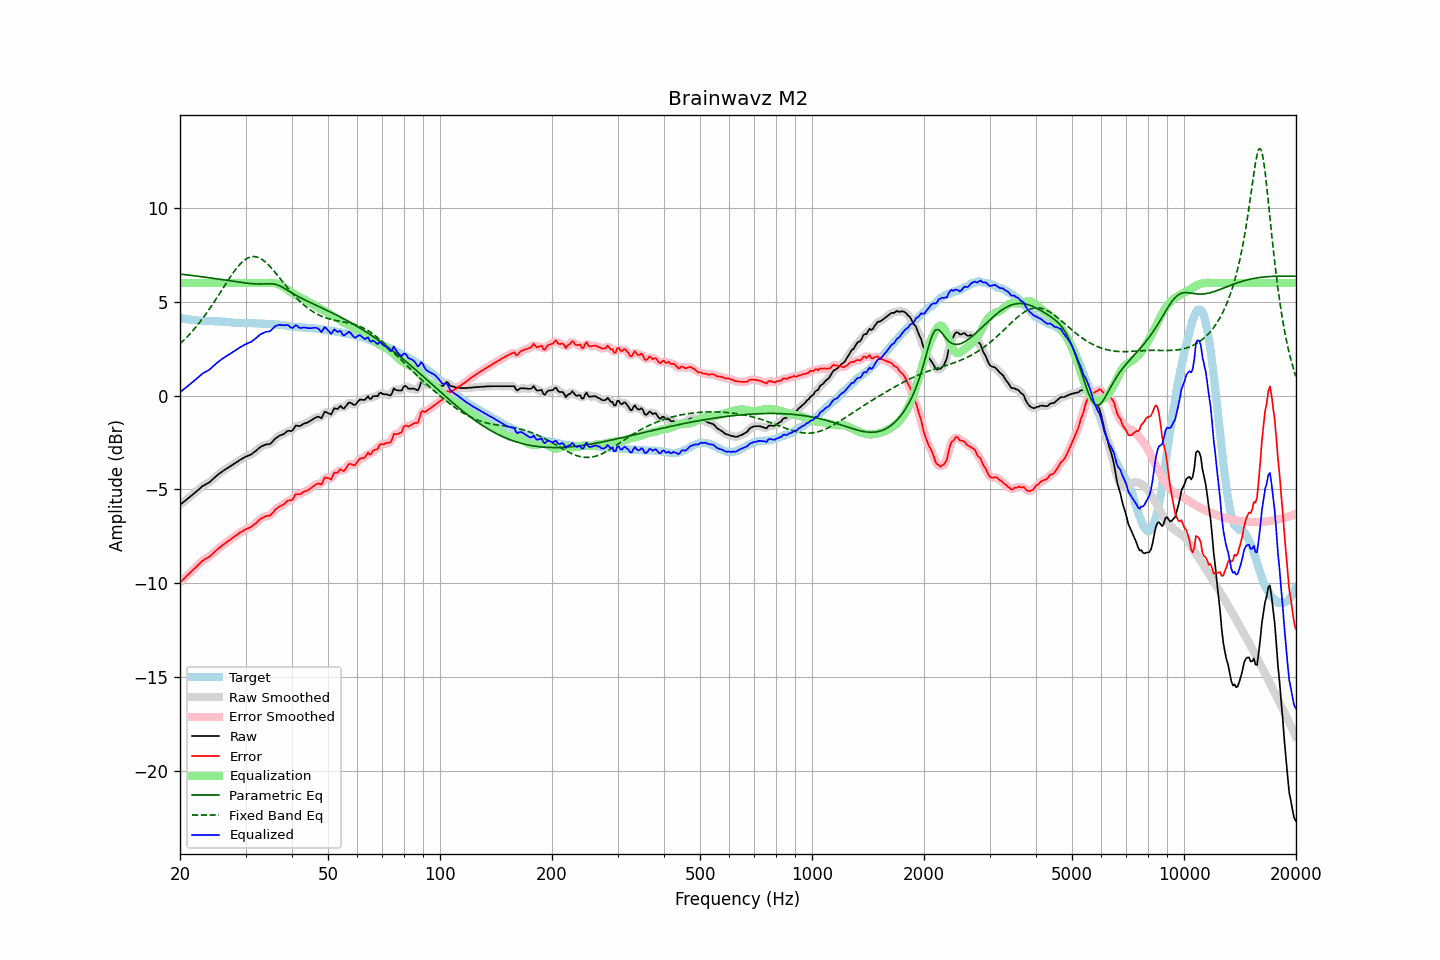 Brainwavz M2
Amplitude (dBr)
10
5
0
−5
−10
−15
−20
Target
Raw Smoothed
Error Smoothed
Raw
Error
Equalization
Parametric Eq
Fixed Band Eq
Equalized
20 50 100 200 500 1000 2000 5000 10000 20000
Frequency (Hz)